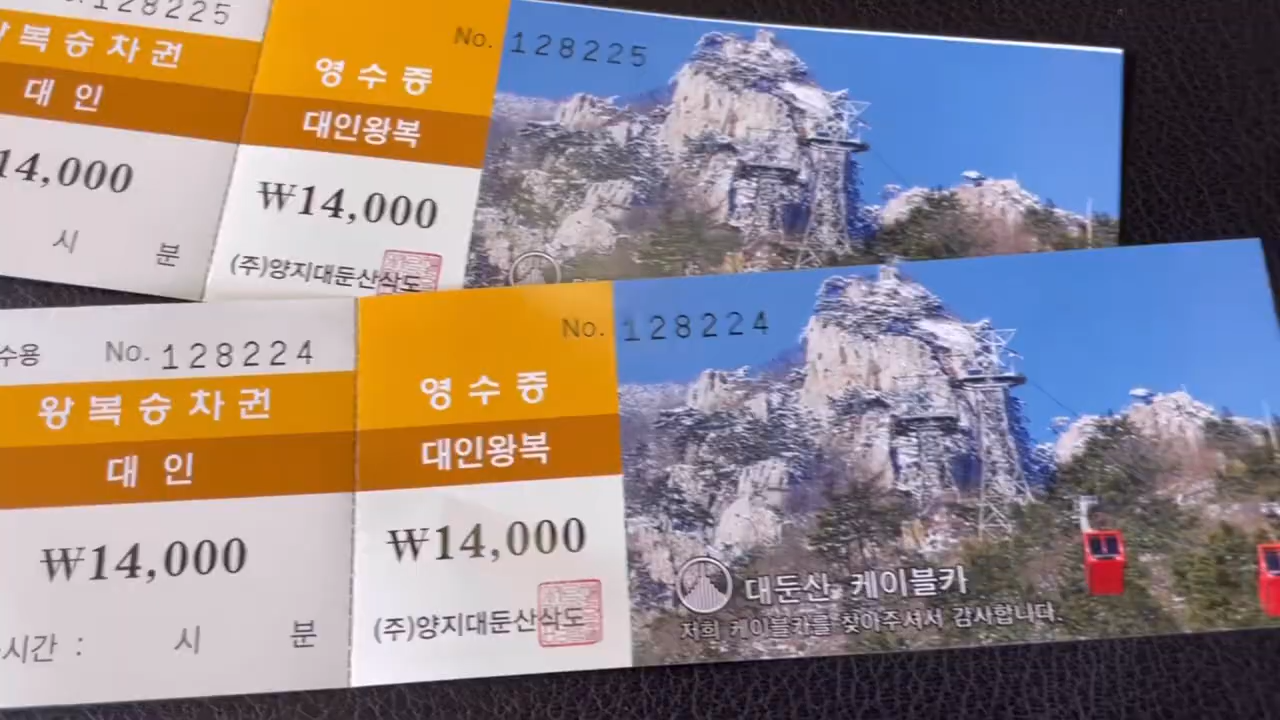 128225
왕복승차권
대 인
14,000
시 분
No. 128225
영수증
대인왕복
₩14,000
(주)양지대둔산삭도
수용 No. 128224
왕복승차권
대 인
₩14,000
시간 : 시 분
No. 128224
영수증
대인왕복
₩14,000
(주)양지대둔산삭도
대둔산 케이블카
저희 케이블카를 찾아주셔서 감사합니다.